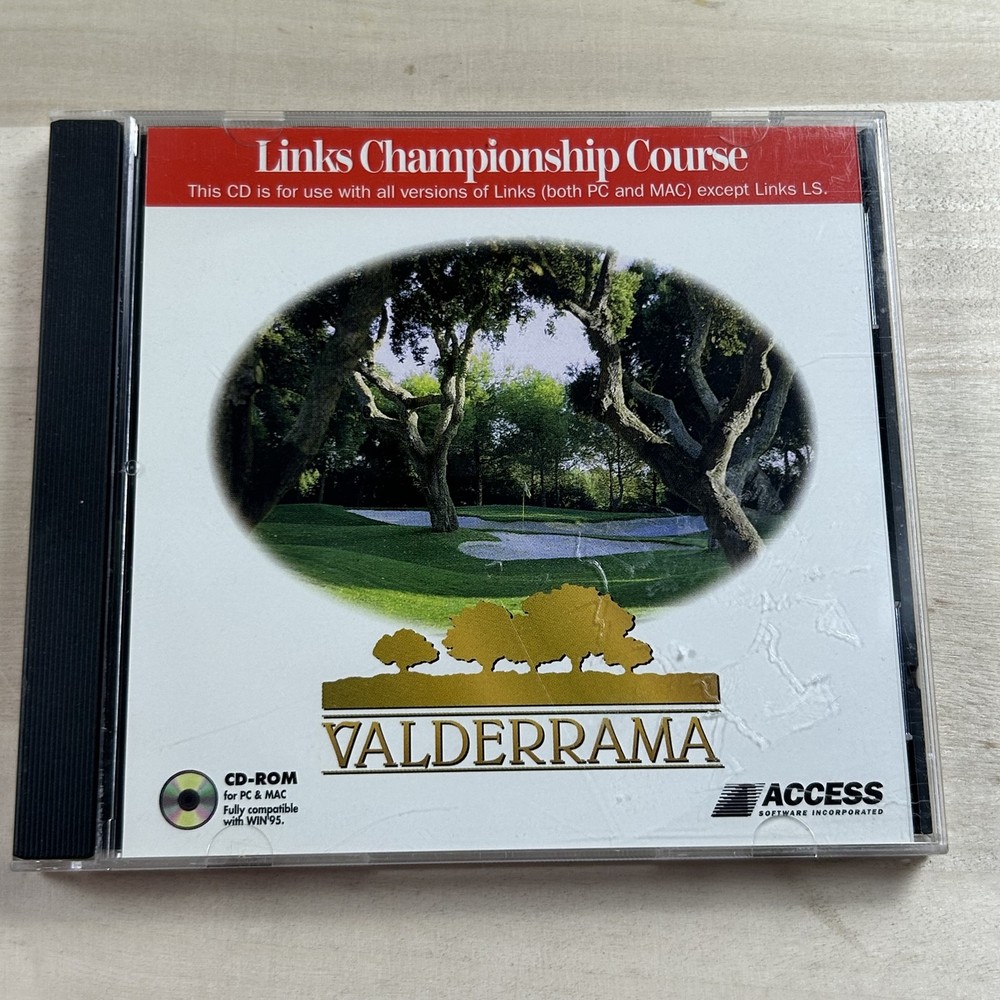 Links Championship Course
This CD is for use with all versions of Links (both PC and MAC) except Links LS.
VALDERRAMA
CD-ROM
for PC & MAC
Fully compatible
with WIN'95.
ACCESS
SOFTWARE INCORPORATED